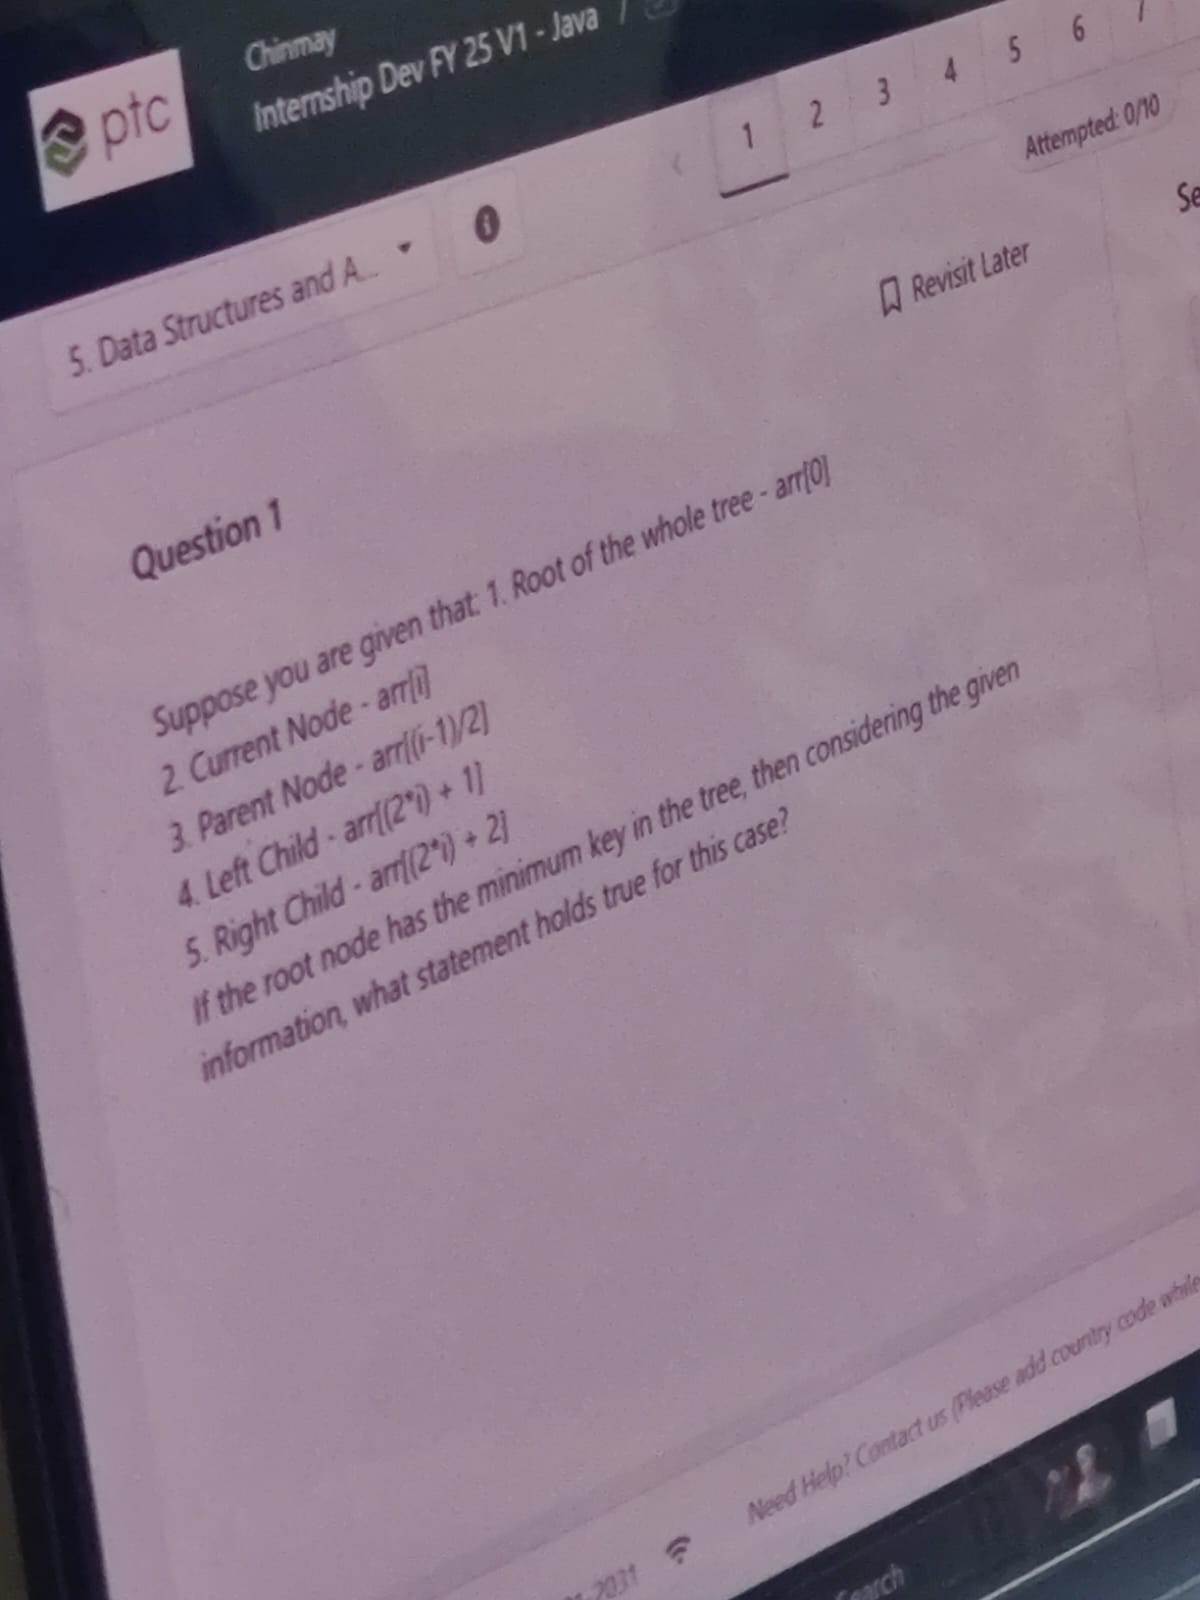 ptc
Chinmay
Internship Dev FY 25 V1 - Java
1 2 3 4 5 6 7
Attempted: 0/10
5. Data Structures and A...
Revisit Later
Question 1
Suppose you are given that: 1. Root of the whole tree - arr[0]
2. Current Node - arr[i]
3. Parent Node - arr[(i-1)/2]
4. Left Child - arr[(2*i) + 1]
5. Right Child - arr[(2*i) + 2]
If the root node has the minimum key in the tree, then considering the given
information, what statement holds true for this case?
Need Help? Contact us (Please add country code while
2031
Search